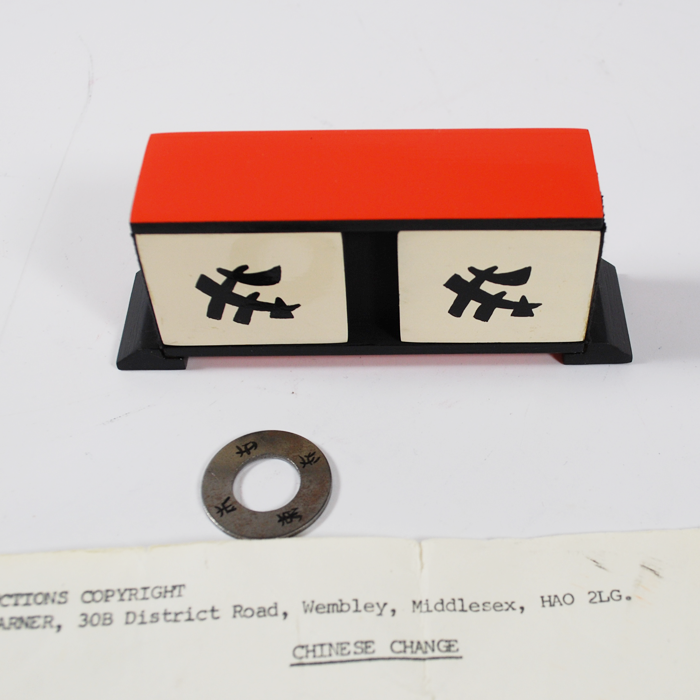 CTIONS COPYRIGHT
ARNER, 30B District Road, Wembley, Middlesex, HAO 2LG.
CHINESE CHANGE